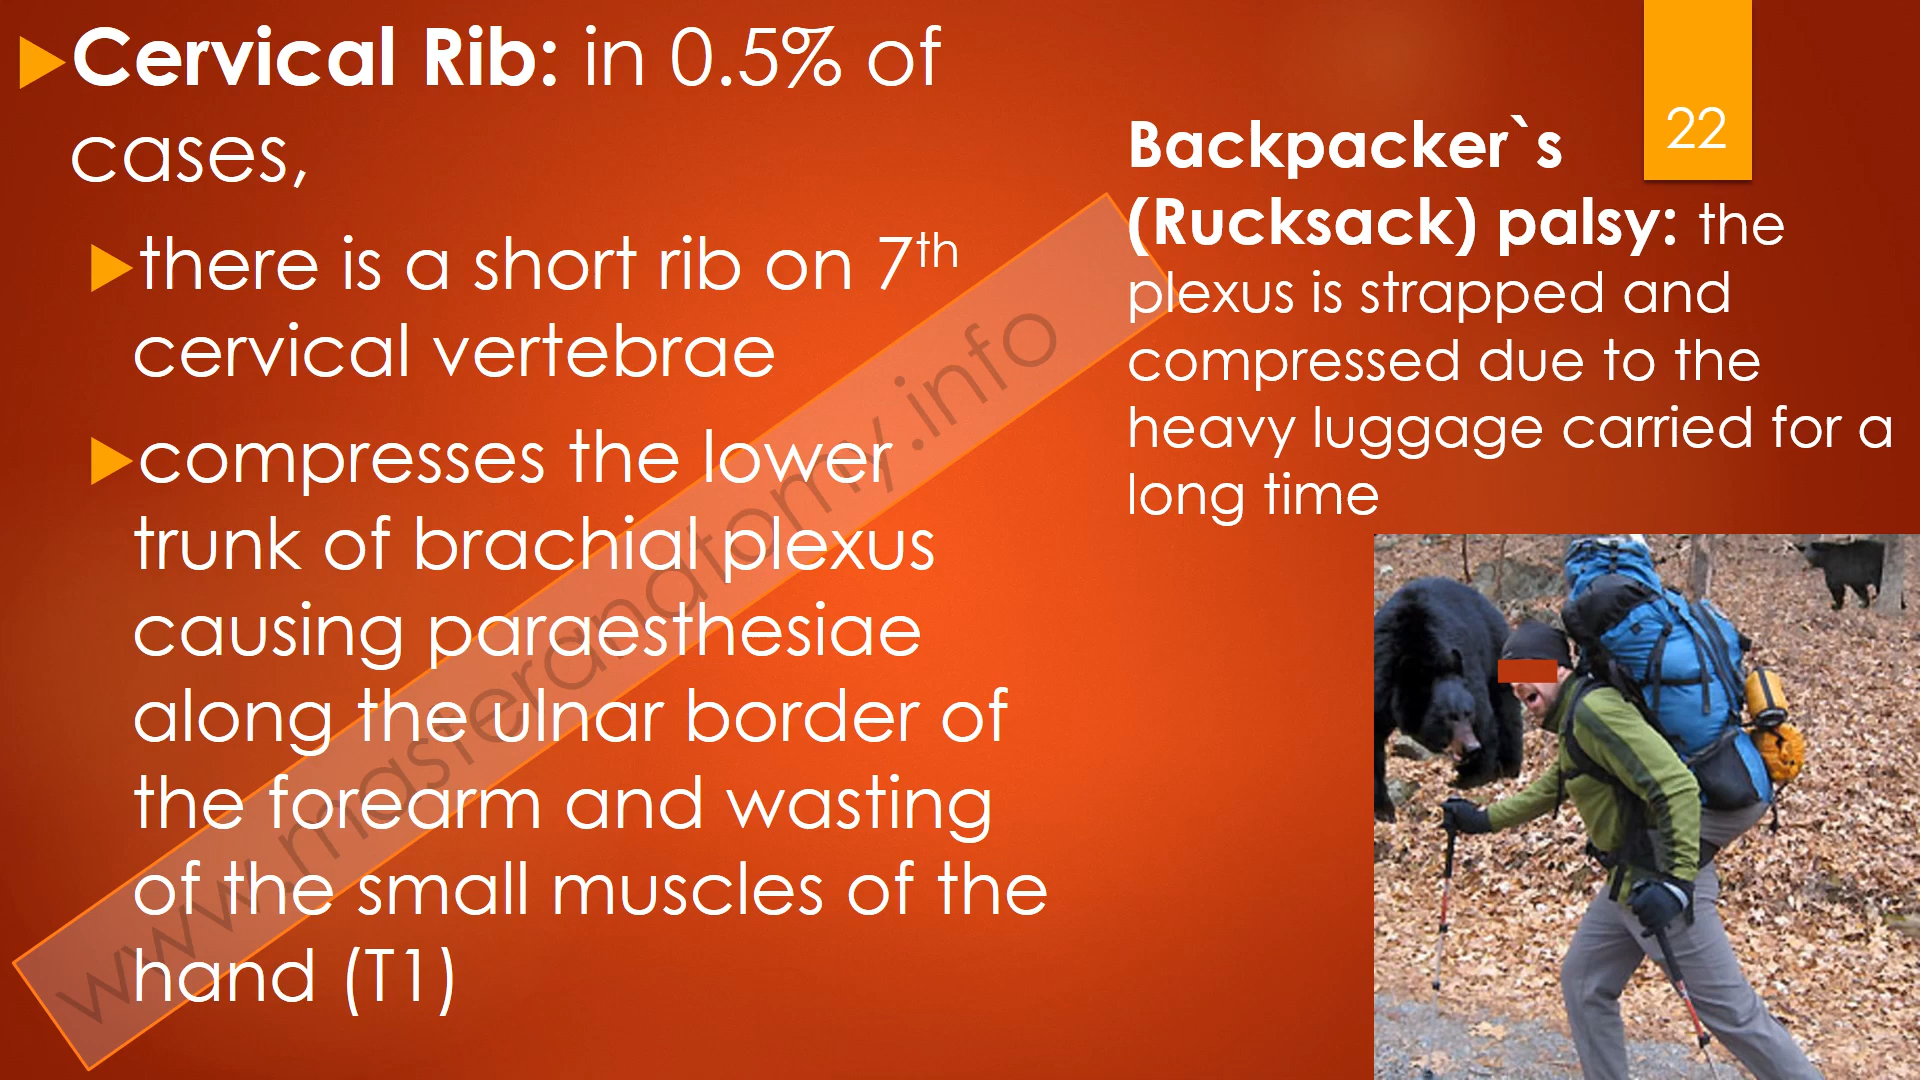 Cervical Rib: in 0.5% of
cases,
there is a short rib on 7th
cervical vertebrae
compresses the lower
trunk of brachial plexus
causing paraesthesiae
along the ulnar border of
the forearm and wasting
of the small muscles of the
hand (T1)
Backpacker`s
(Rucksack) palsy: the
plexus is strapped and
compressed due to the
heavy luggage carried for a
long time
22
www.masteranatomy.info